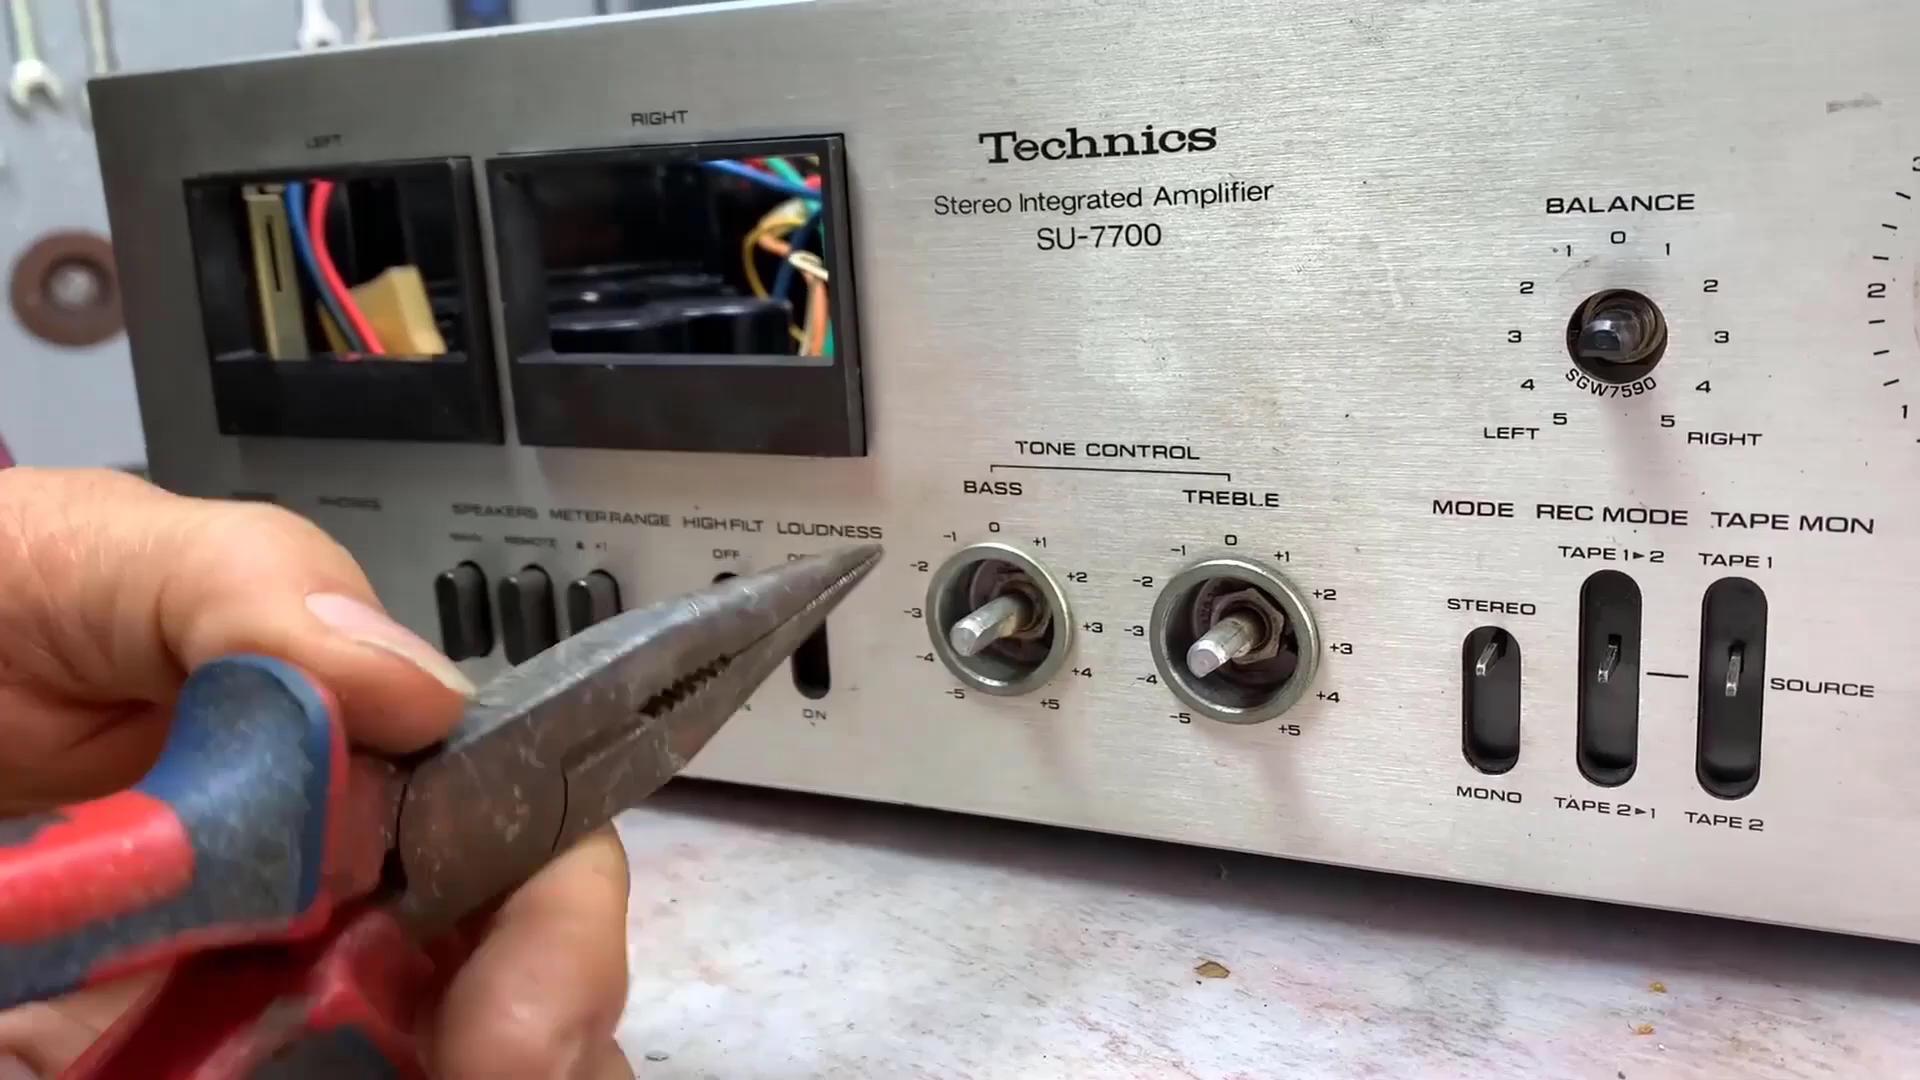 LEFT
RIGHT
Technics
Stereo Integrated Amplifier
SU-7700
BALANCE
1 0 1
2 2
3 3
4 4
5 5
LEFT RIGHT
SGW7590
2
1
TONE CONTROL
BASS TREBLE
-1 0 +1
-2 +2
-3 +3
-4 +4
-5 +5
-1 0 +1
-2 +2
-3 +3
-4 +4
-5 +5
PHONES
SPEAKERS METER RANGE HIGH FILT LOUDNESS
MAIN REMOTE x1
OFF
ON
MODE REC MODE TAPE MON
TAPE 1►2 TAPE 1
STEREO
SOURCE
MONO TAPE 2►1 TAPE 2